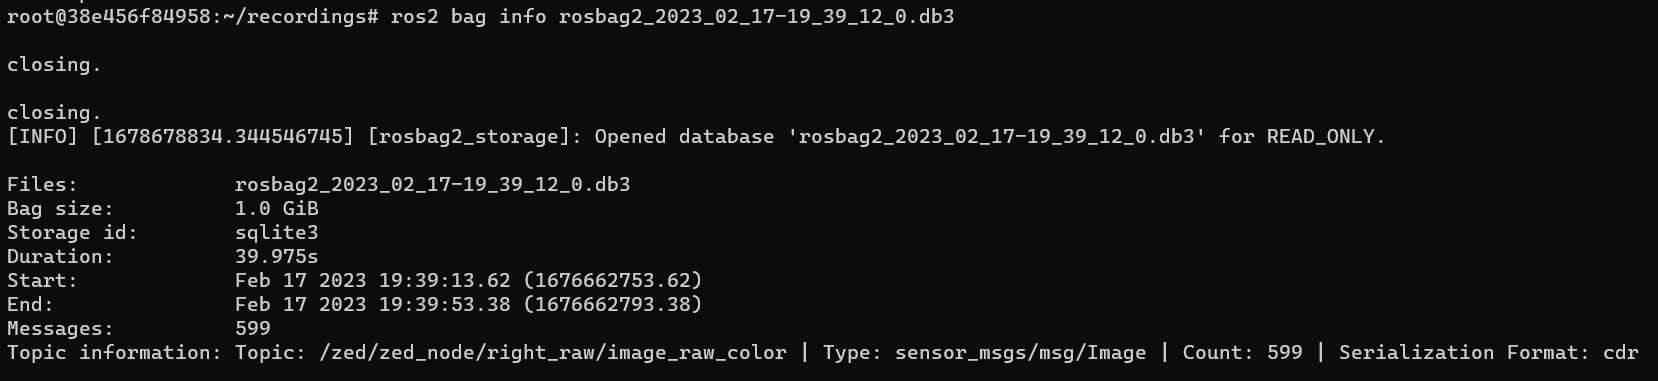 root@38e456f84958:~/recordings# ros2 bag info rosbag2_2023_02_17-19_39_12_0.db3
closing.
closing.
[INFO] [1678678834.344546745] [rosbag2_storage]: Opened database 'rosbag2_2023_02_17-19_39_12_0.db3' for READ_ONLY.
Files:             rosbag2_2023_02_17-19_39_12_0.db3
Bag size:          1.0 GiB
Storage id:        sqlite3
Duration:          39.975s
Start:             Feb 17 2023 19:39:13.62 (1676662753.62)
End:               Feb 17 2023 19:39:53.38 (1676662793.38)
Messages:          599
Topic information: Topic: /zed/zed_node/right_raw/image_raw_color | Type: sensor_msgs/msg/Image | Count: 599 | Serialization Format: cdr